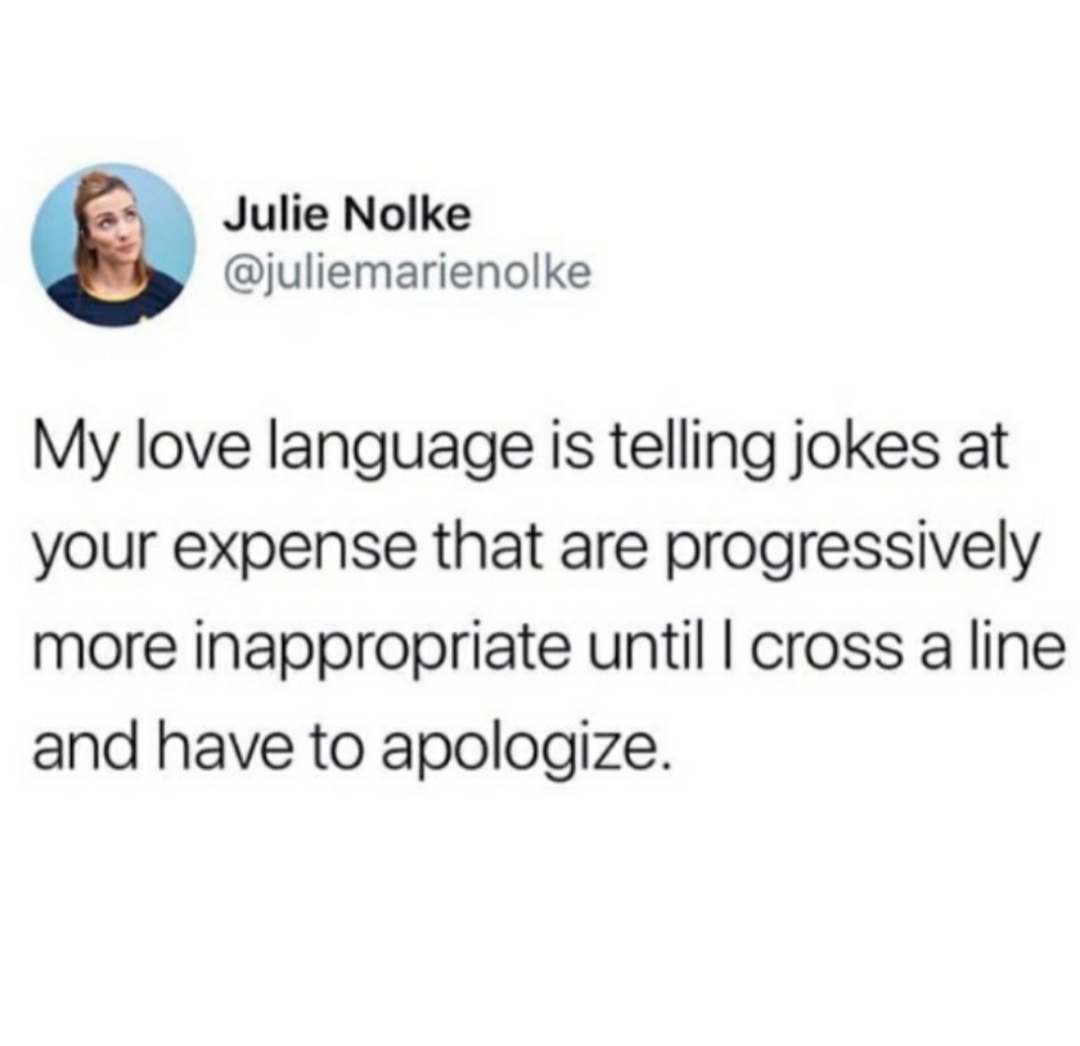 Julie Nolke
@juliemarienolke
My love language is telling jokes at
your expense that are progressively
more inappropriate until I cross a line
and have to apologize.